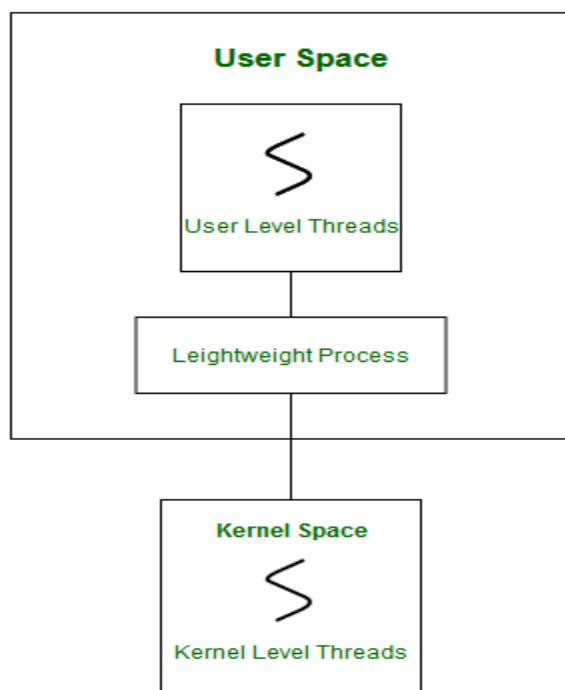 User Space
User Level Threads
Leightweight Process
Kernel Space
Kernel Level Threads